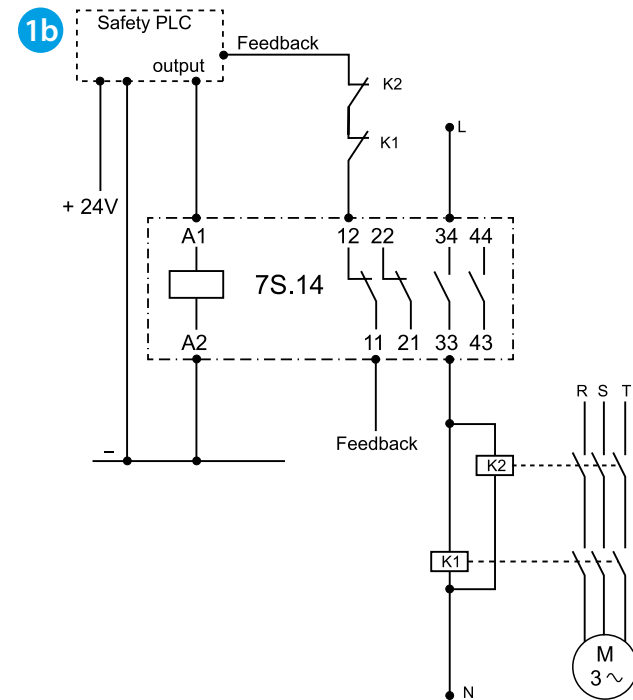 1b
Safety PLC
output
Feedback
K2
K1
L
+ 24V
A1
12 22
34 44
7S.14
A2
11 21
33 43
Feedback
–
R S T
K2
K1
M
3 ~
N